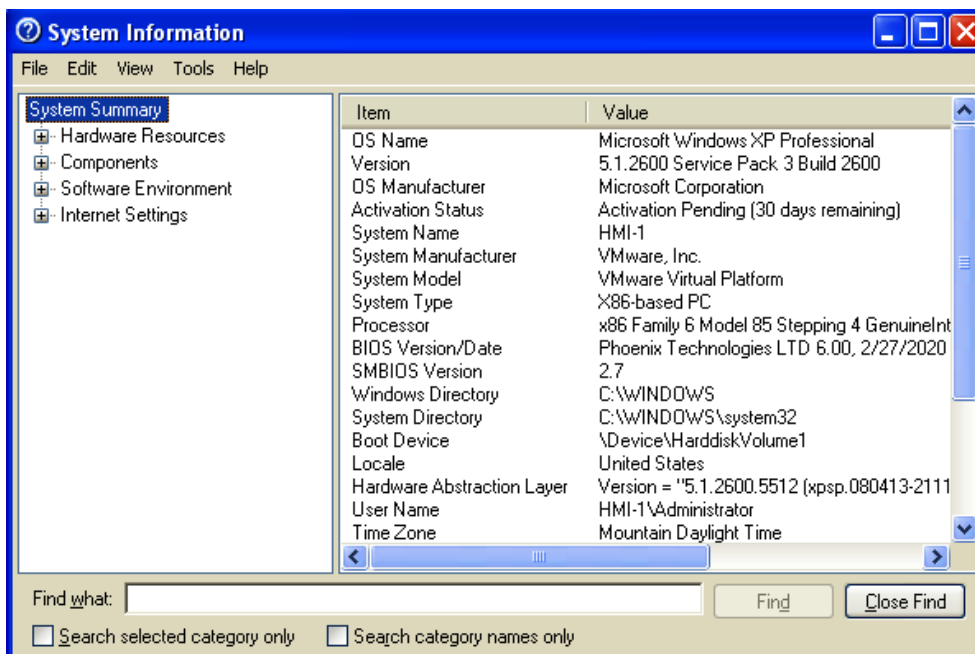 System Information
File Edit View Tools Help
System Summary
Hardware Resources
Components
Software Environment
Internet Settings
Item Value
OS Name Microsoft Windows XP Professional
Version 5.1.2600 Service Pack 3 Build 2600
OS Manufacturer Microsoft Corporation
Activation Status Activation Pending (30 days remaining)
System Name HMI-1
System Manufacturer VMware, Inc.
System Model VMware Virtual Platform
System Type X86-based PC
Processor x86 Family 6 Model 85 Stepping 4 GenuineInt
BIOS Version/Date Phoenix Technologies LTD 6.00, 2/27/2020
SMBIOS Version 2.7
Windows Directory C:\WINDOWS
System Directory C:\WINDOWS\system32
Boot Device \Device\HarddiskVolume1
Locale United States
Hardware Abstraction Layer Version = "5.1.2600.5512 (xpsp.080413-2111
User Name HMI-1\Administrator
Time Zone Mountain Daylight Time
Find what: Find Close Find
Search selected category only Search category names only